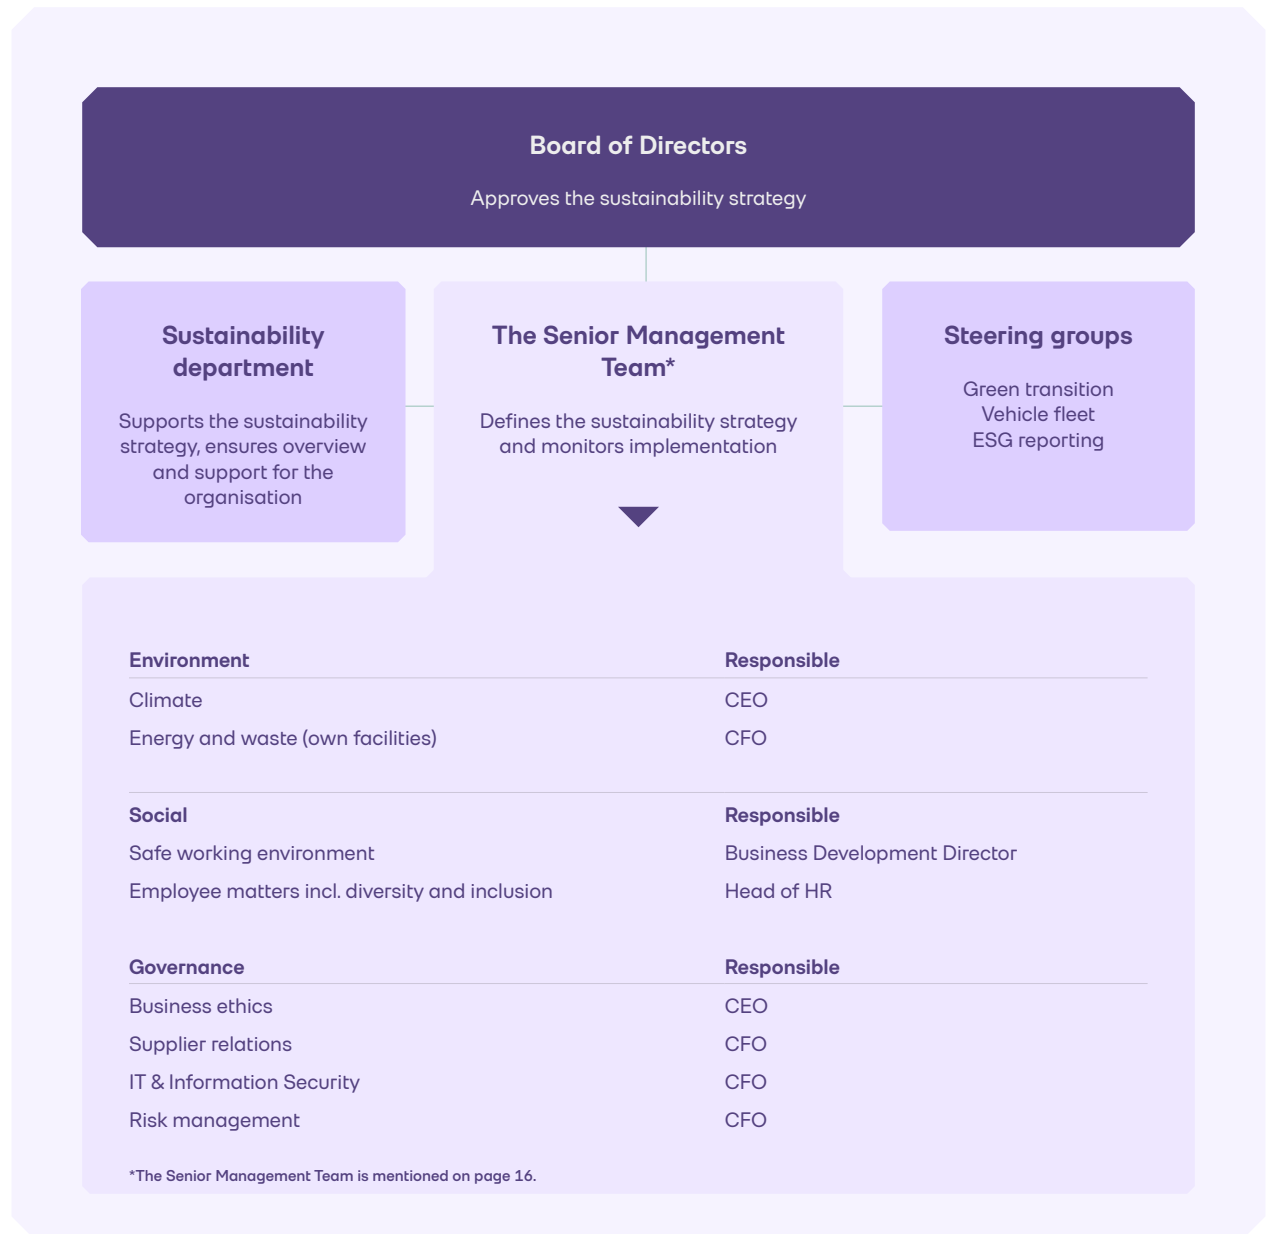 Board of Directors
Approves the sustainability strategy
Sustainability
department
Supports the sustainability
strategy, ensures overview
and support for the
organisation
The Senior Management
Team*
Defines the sustainability strategy
and monitors implementation
Steering groups
Green transition
Vehicle fleet
ESG reporting
Environment Responsible
Climate CEO
Energy and waste (own facilities) CFO
Social Responsible
Safe working environment Business Development Director
Employee matters incl. diversity and inclusion Head of HR
Governance Responsible
Business ethics CEO
Supplier relations CFO
IT & Information Security CFO
Risk management CFO
*The Senior Management Team is mentioned on page 16.